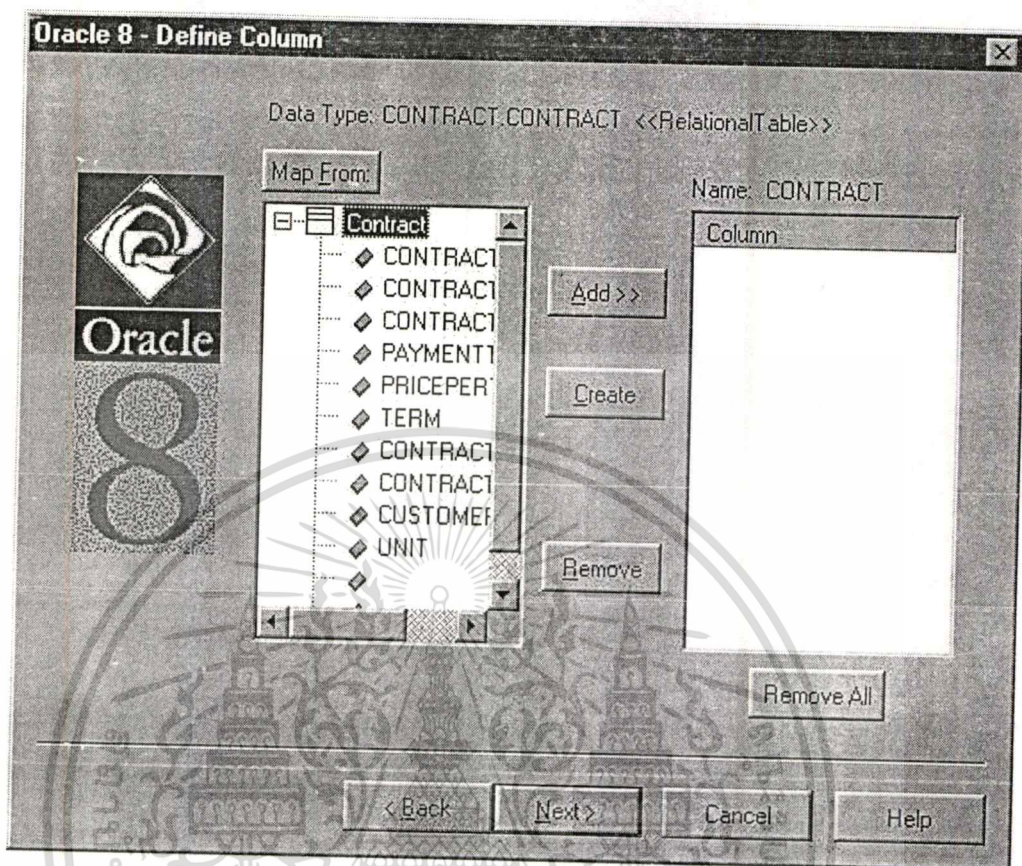 Oracle 8 - Define Column
Data Type: CONTRACT.CONTRACT <<RelationalTable>>
Map From:
Name: CONTRACT
Contract
CONTRACT
CONTRACT
CONTRACT
PAYMENTT
PRICEPER
TERM
CONTRACT
CONTRACT
CUSTOMER
UNIT
Column
Add >>
Create
Remove
Remove All
Oracle
8
< Back
Next >
Cancel
Help